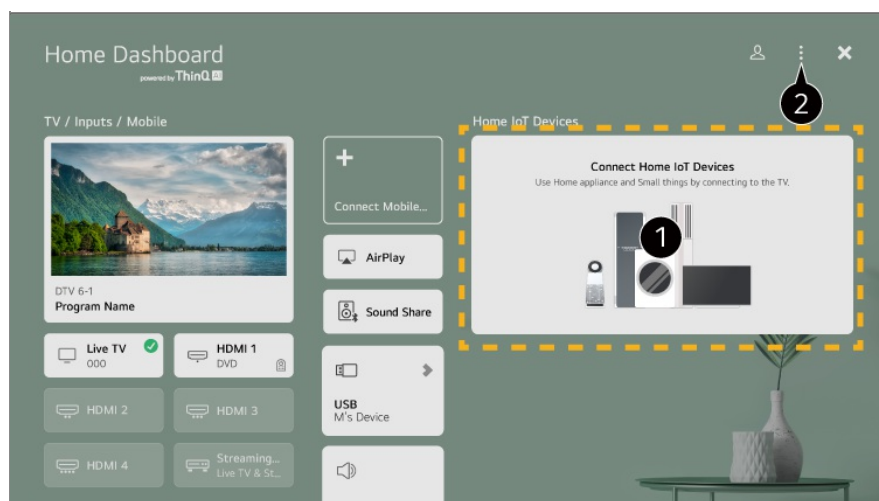 Home Dashboard
powered by ThinQ AI
2
TV / Inputs / Mobile
Home IoT Devices
Connect Mobile...
Connect Home IoT Devices
Use Home appliance and Small things by connecting to the TV.
1
AirPlay
DTV 6-1
Program Name
Sound Share
Live TV
000
HDMI 1
DVD
USB
M's Device
HDMI 2
HDMI 3
HDMI 4
Streaming...
Live TV & St...